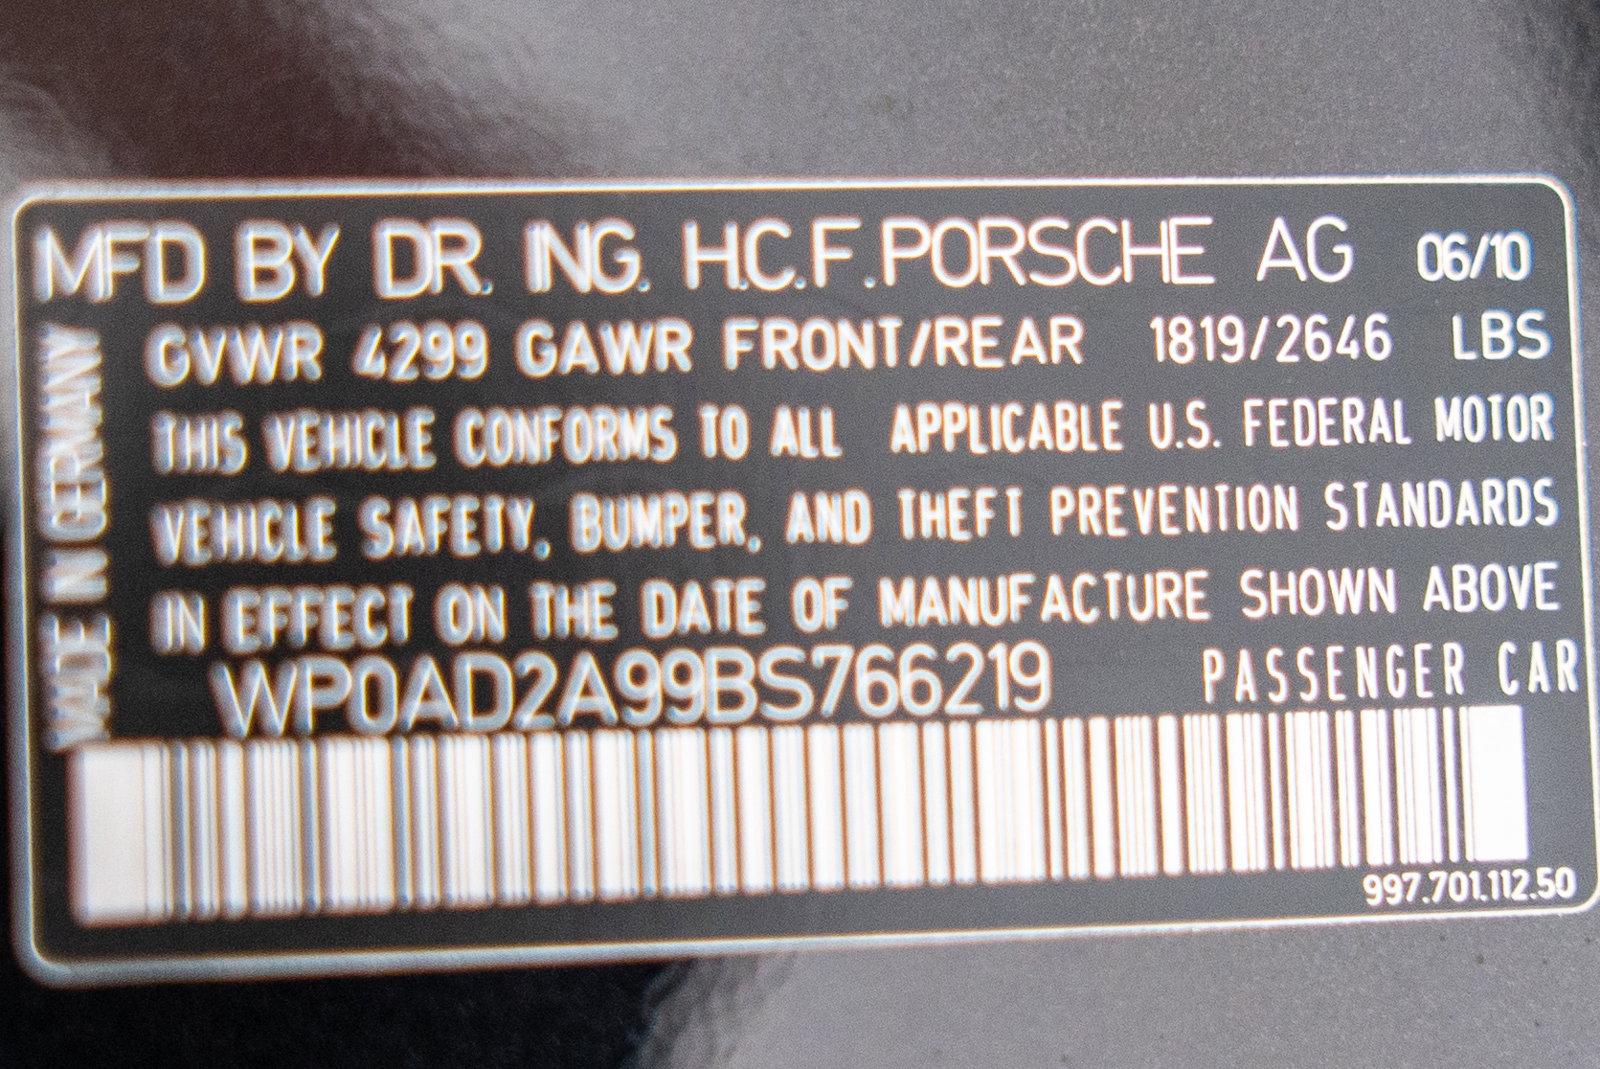 MFD BY DR. ING. H.C.F.PORSCHE AG 06/10
GVWR 4299 GAWR FRONT/REAR 1819/2646 LBS
THIS VEHICLE CONFORMS TO ALL APPLICABLE U.S. FEDERAL MOTOR
VEHICLE SAFETY, BUMPER, AND THEFT PREVENTION STANDARDS
IN EFFECT ON THE DATE OF MANUFACTURE SHOWN ABOVE
WP0AD2A99BS766219 PASSENGER CAR
997.701.112.50
MADE IN GERMANY